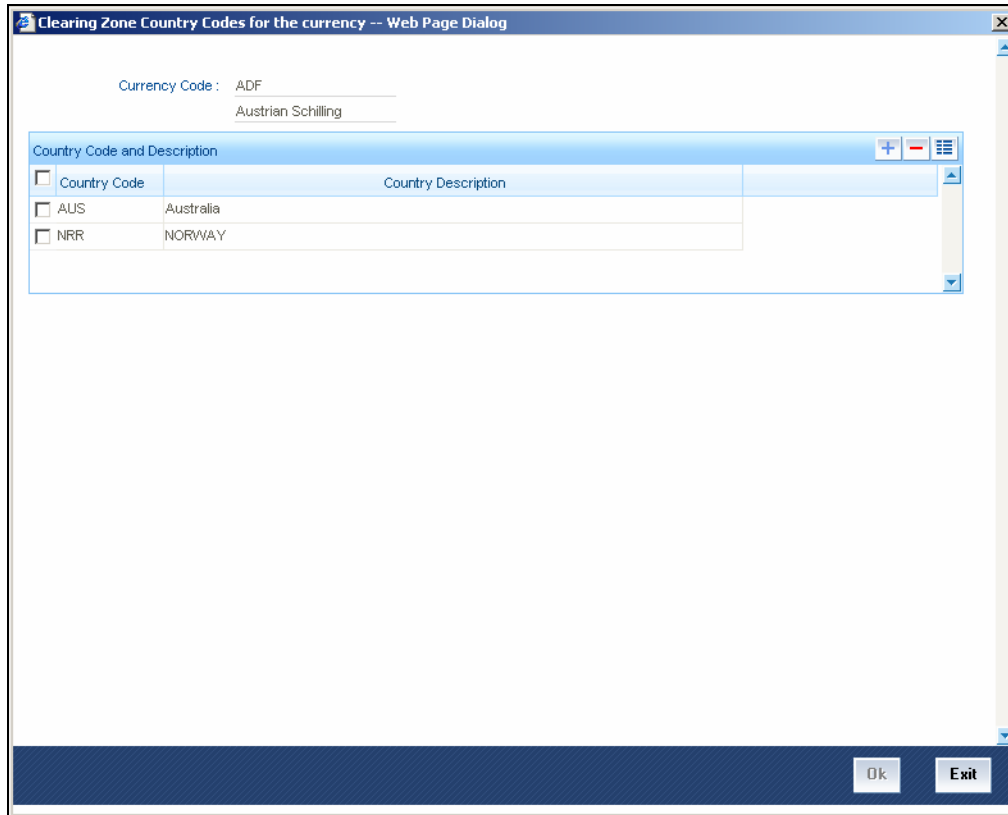 Clearing Zone Country Codes for the currency -- Web Page Dialog
Currency Code : ADF
Austrian Schilling
Country Code and Description
Country Code Country Description
AUS Australia
NRR NORWAY
Ok Exit